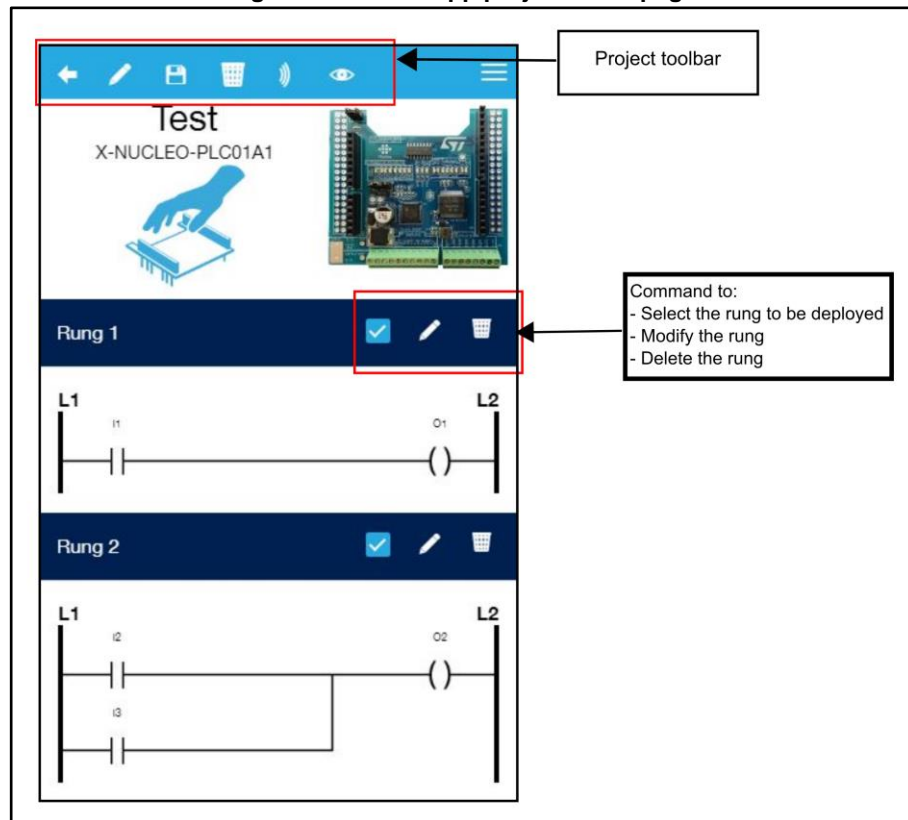 Project toolbar
Test
X-NUCLEO-PLC01A1
ST
Command to:
- Select the rung to be deployed
- Modify the rung
- Delete the rung
Rung 1
L1
L2
I1
O1
Rung 2
L1
L2
I2
O2
I3